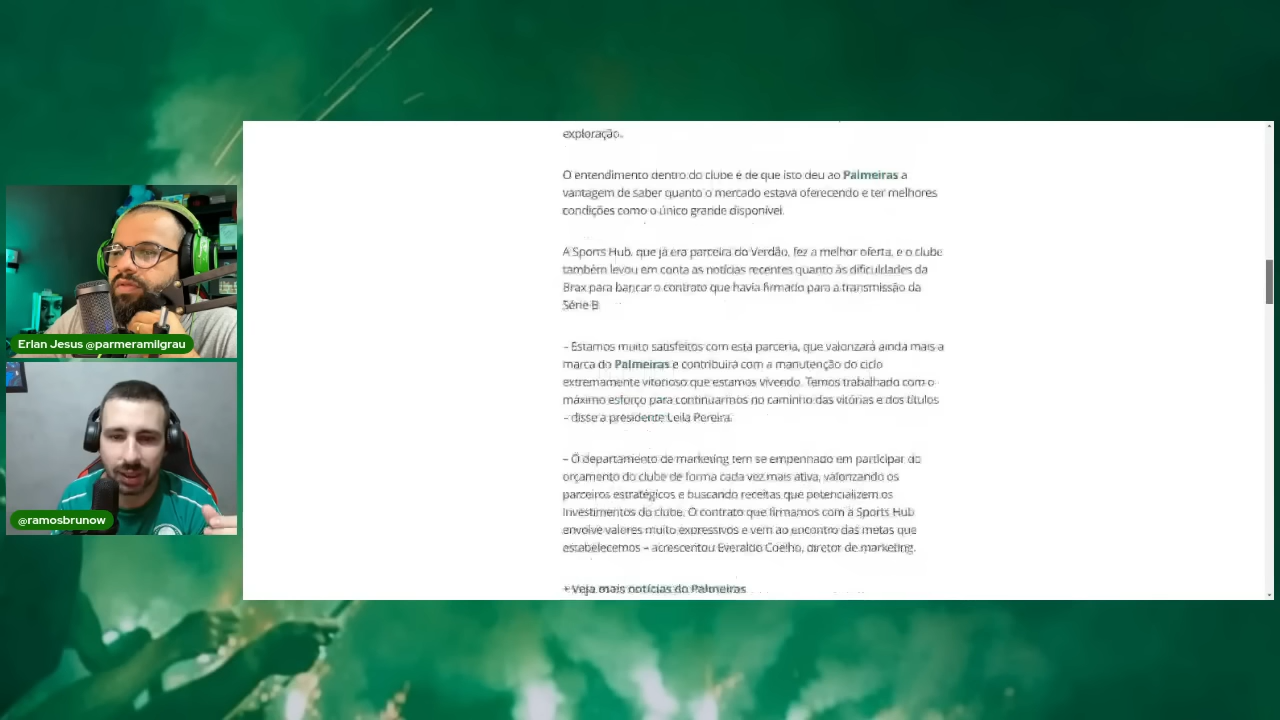 Erlan Jesus @parmeramilgrau
@ramosbrunow
exploração.
O entendimento dentro do clube é de que isto deu ao Palmeiras a
vantagem de saber quanto o mercado estava oferecendo e ter melhores
condições como o único grande disponível.
A Sports Hub, que já era parceira do Verdão, fez a melhor oferta, e o clube
também levou em conta as notícias recentes quanto às dificuldades da
Brax para bancar o contrato que havia firmado para a transmissão da
Série B
– Estamos muito satisfeitos com esta parceria, que valorizará ainda mais a
marca do Palmeiras e contribuirá com a manutenção do ciclo
extremamente vitorioso que estamos vivendo. Temos trabalhado com o
máximo esforço para continuarmos no caminho das vitórias e dos títulos
– disse a presidente Leila Pereira.
– O departamento de marketing tem se empenhado em participar do
orçamento do clube de forma cada vez mais ativa, valorizando os
parceiros estratégicos e buscando receitas que potencializem os
investimentos do clube. O contrato que firmamos com a Sports Hub
envolve valores muito expressivos e vem ao encontro das metas que
estabelecemos – acrescentou Everaldo Coelho, diretor de marketing.
+ Veja mais notícias do Palmeiras